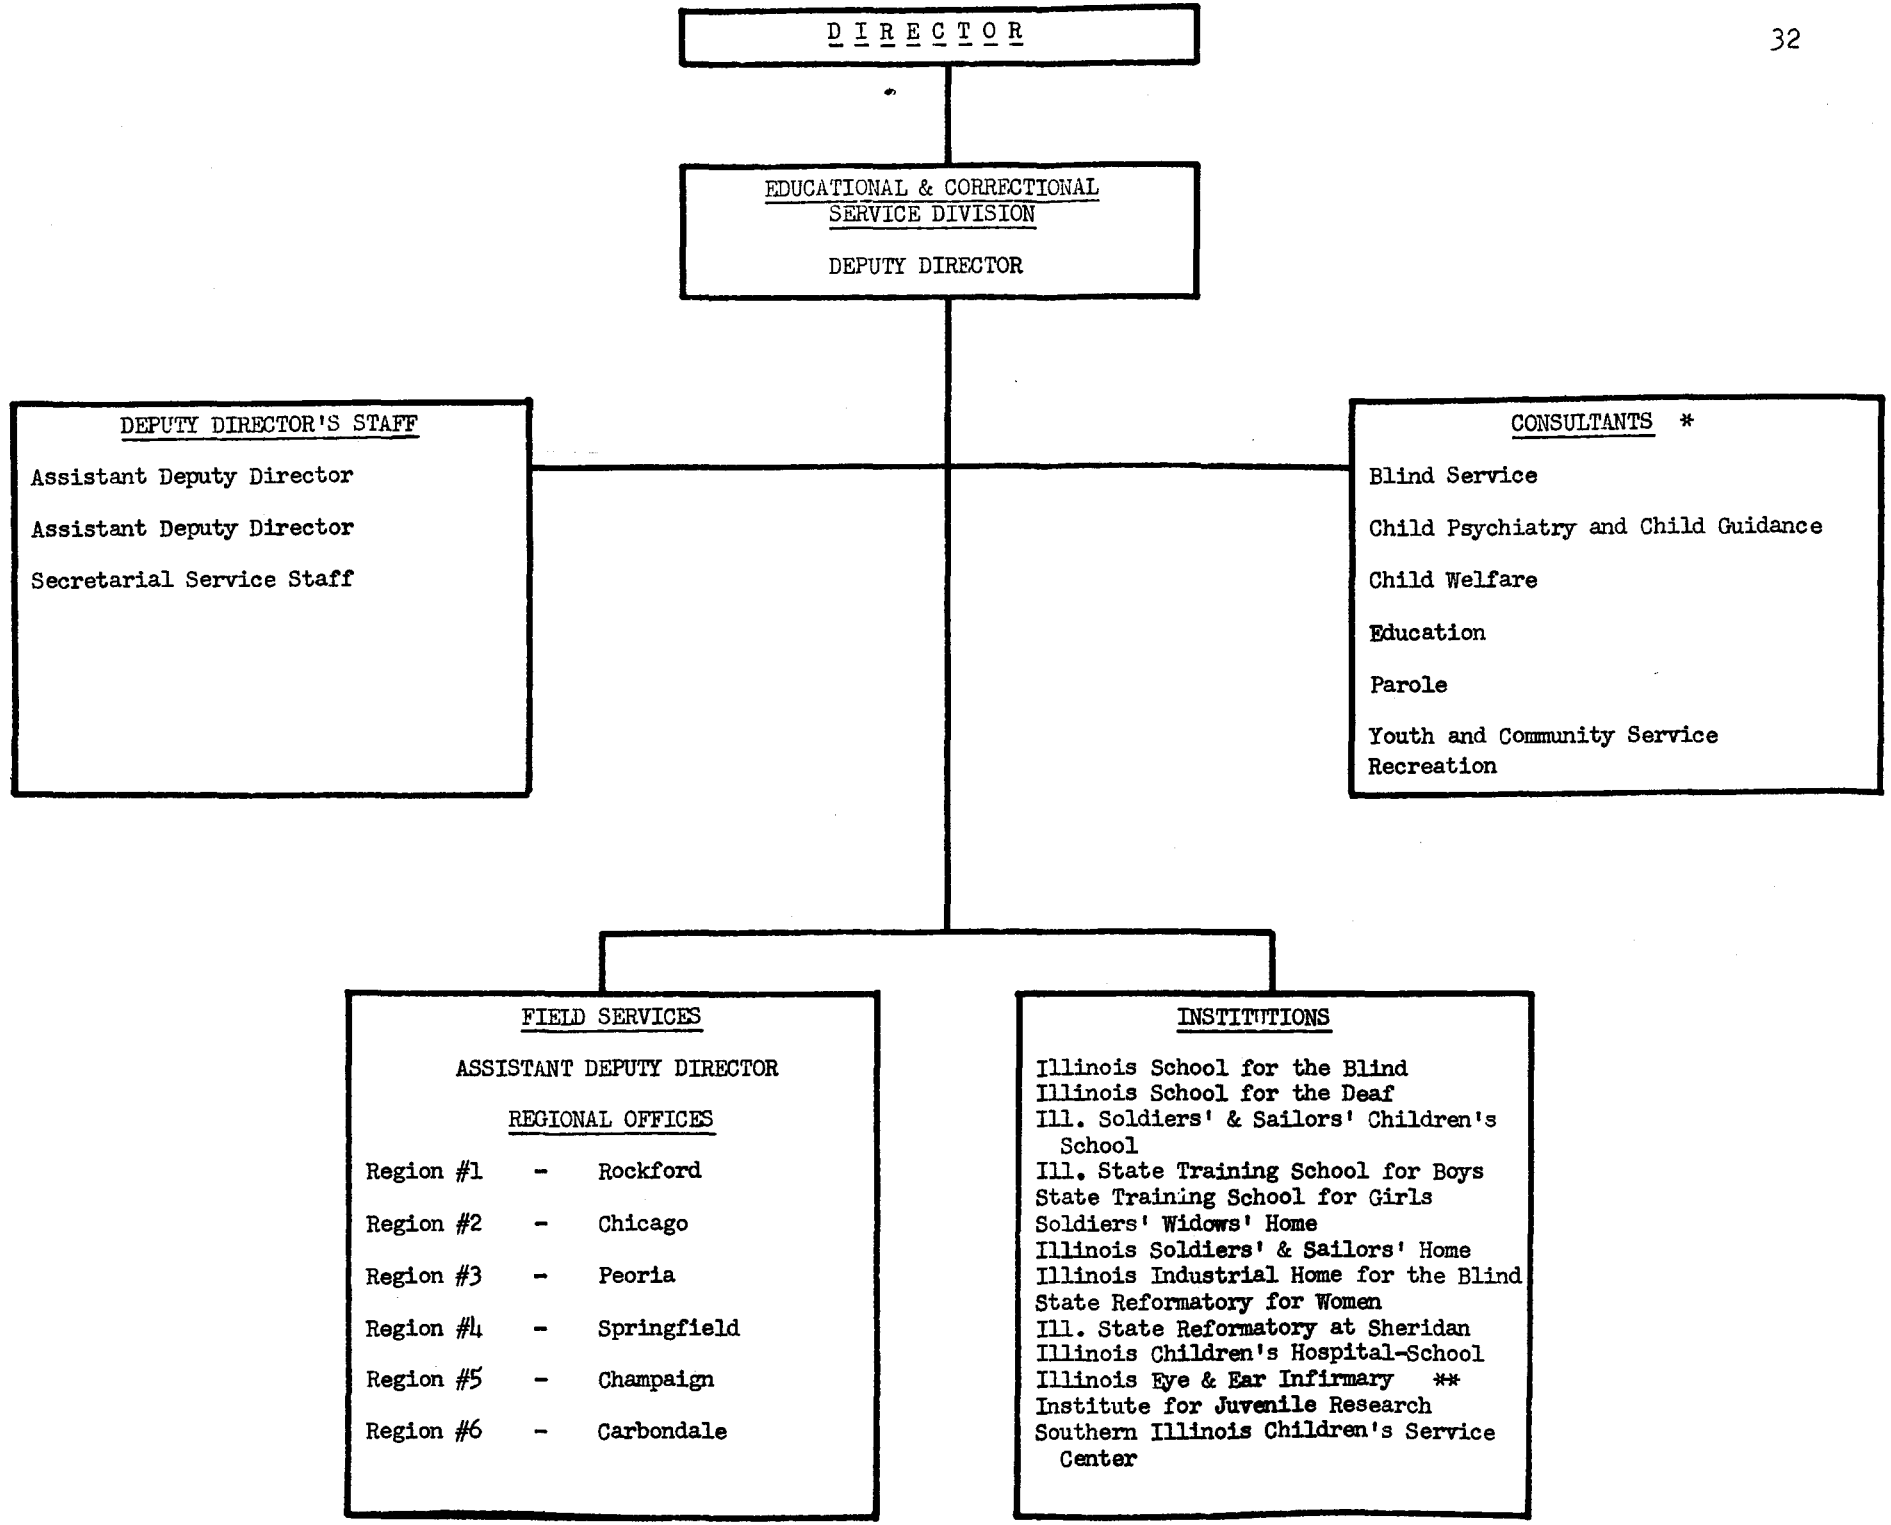 32
D I R E C T O R
EDUCATIONAL & CORRECTIONAL
SERVICE DIVISION
DEPUTY DIRECTOR
DEPUTY DIRECTOR'S STAFF
Assistant Deputy Director
Assistant Deputy Director
Secretarial Service Staff
CONSULTANTS *
Blind Service
Child Psychiatry and Child Guidance
Child Welfare
Education
Parole
Youth and Community Service
Recreation
FIELD SERVICES
ASSISTANT DEPUTY DIRECTOR
REGIONAL OFFICES
Region #1 - Rockford
Region #2 - Chicago
Region #3 - Peoria
Region #4 - Springfield
Region #5 - Champaign
Region #6 - Carbondale
INSTITUTIONS
Illinois School for the Blind
Illinois School for the Deaf
Ill. Soldiers' & Sailors' Children's
School
Ill. State Training School for Boys
State Training School for Girls
Soldiers' Widows' Home
Illinois Soldiers' & Sailors' Home
Illinois Industrial Home for the Blind
State Reformatory for Women
Ill. State Reformatory at Sheridan
Illinois Children's Hospital-School
Illinois Eye & Ear Infirmary **
Institute for Juvenile Research
Southern Illinois Children's Service
Center